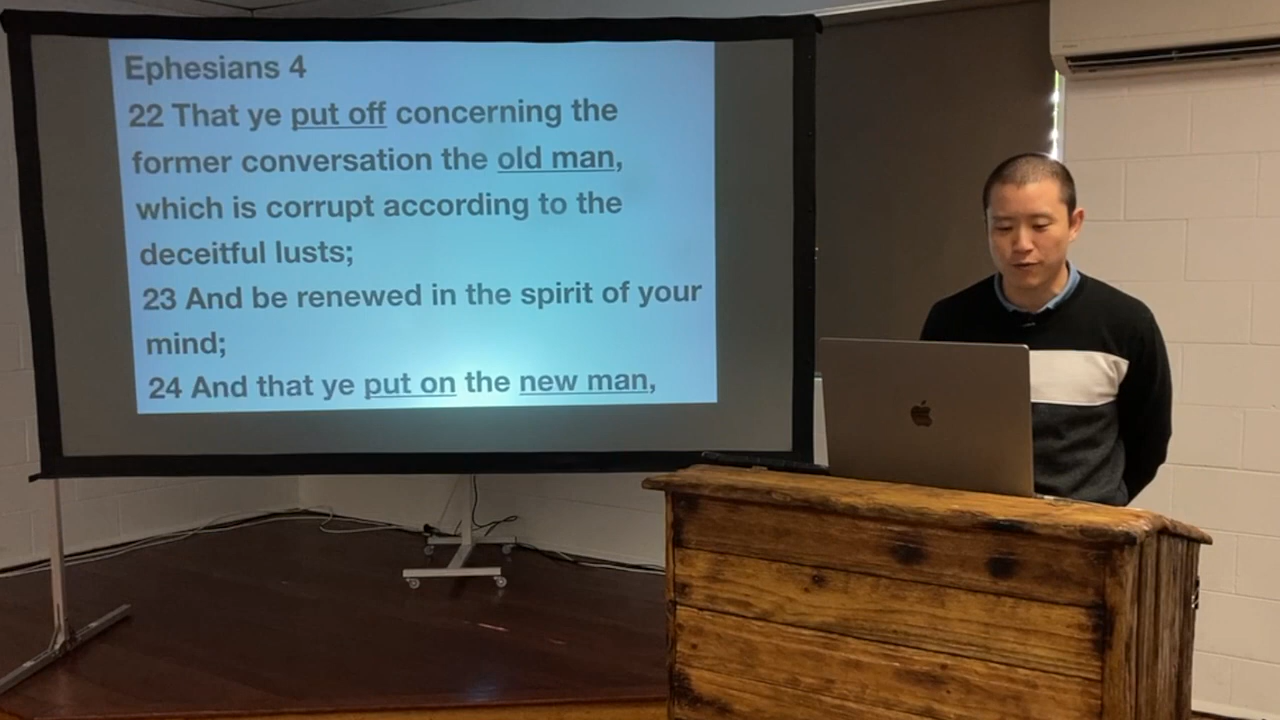 Ephesians 4
22 That ye put off concerning the
former conversation the old man,
which is corrupt according to the
deceitful lusts;
23 And be renewed in the spirit of your
mind;
24 And that ye put on the new man,